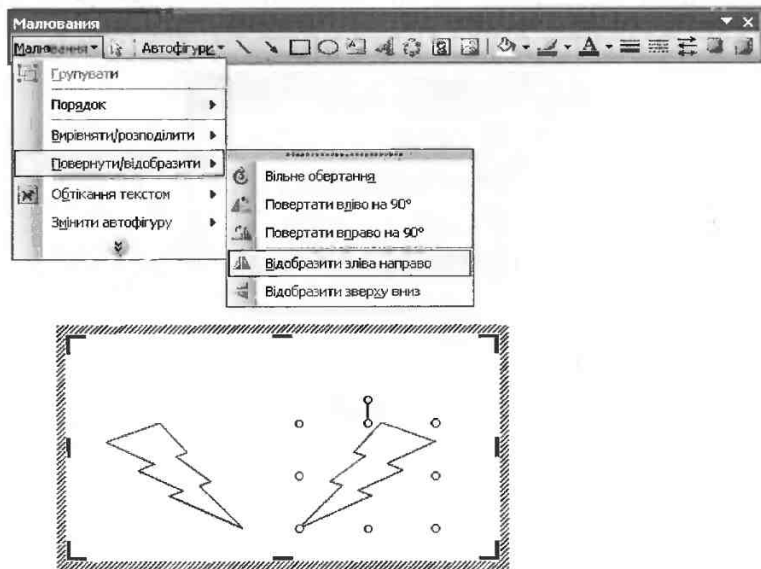 Малювання
Малювання Автофігури
Групувати
Порядок
Вирівняти/розподілити
Повернути/відобразити
Обтікання текстом
Змінити автофігуру
Вільне обертання
Повертати вліво на 90°
Повертати вправо на 90°
Відобразити зліва направо
Відобразити зверху вниз